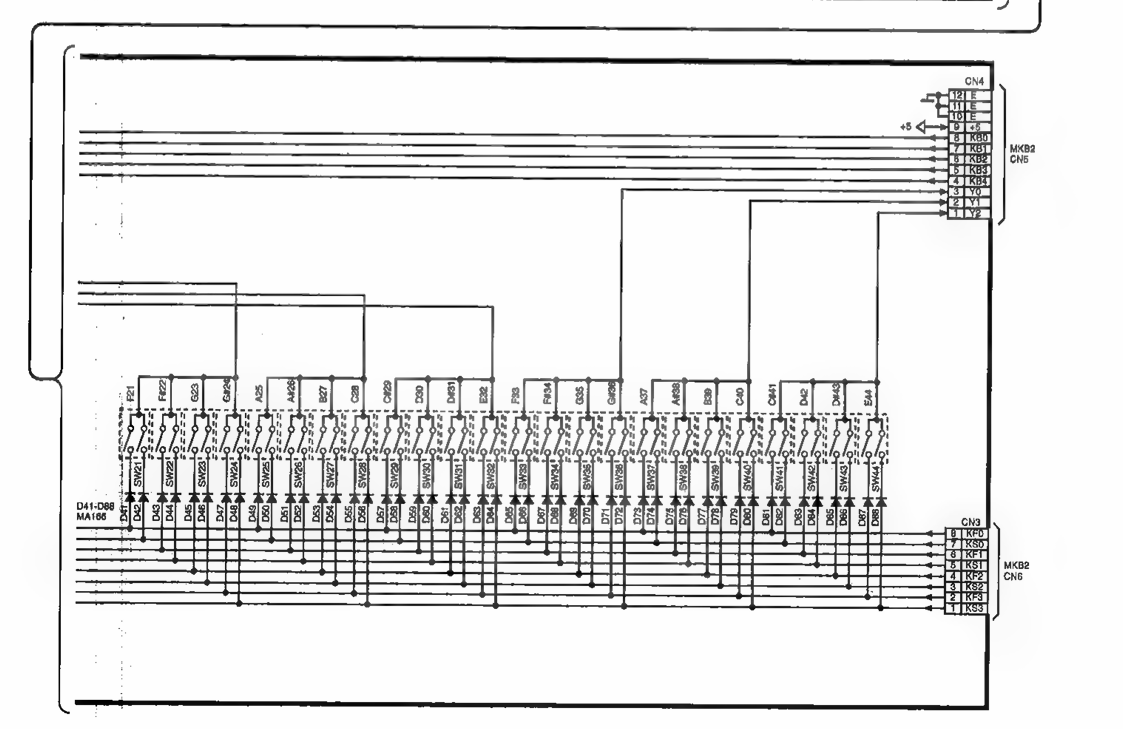 CN4
12 E
11 E
10 E
+5 9 +5
8 KB0
7 KB1
6 KB2
5 KB3
4 KB4
3 Y0
2 Y1
1 Y2
MKB2
CN5
F21 F#22 G23 G#24 A25 A#26 B27 C28 C#29 D30 D#31 E32 F33 F#34 G35 G#36 A37 A#38 B39 C40 C#41 D42 D#43 E44
SW21 SW22 SW23 SW24 SW25 SW26 SW27 SW28 SW29 SW30 SW31 SW32 SW33 SW34 SW35 SW36 SW37 SW38 SW39 SW40 SW41 SW42 SW43 SW44
D41-D88
MA165
D41 D42 D43 D44 D45 D46 D47 D48 D49 D50 D51 D52 D53 D54 D55 D56 D57 D58 D59 D60 D61 D62 D63 D64 D65 D66 D67 D68 D69 D70 D71 D72 D73 D74 D75 D76 D77 D78 D79 D80 D81 D82 D83 D84 D85 D86 D87 D88
CN3
8 KF0
7 KS0
6 KF1
5 KS1
4 KF2
3 KS2
2 KF3
1 KS3
MKB2
CN6